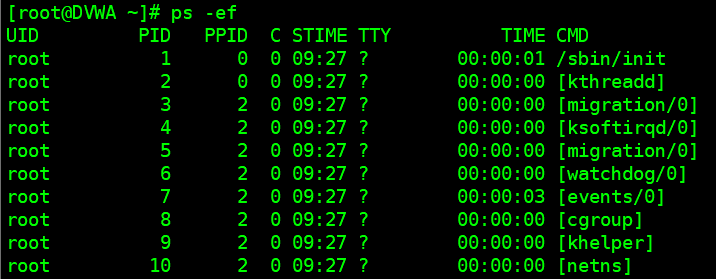 [root@DVWA ~]# ps -ef
UID        PID  PPID  C STIME TTY          TIME CMD
root         1     0  0 09:27 ?        00:00:01 /sbin/init
root         2     0  0 09:27 ?        00:00:00 [kthreadd]
root         3     2  0 09:27 ?        00:00:00 [migration/0]
root         4     2  0 09:27 ?        00:00:00 [ksoftirqd/0]
root         5     2  0 09:27 ?        00:00:00 [migration/0]
root         6     2  0 09:27 ?        00:00:00 [watchdog/0]
root         7     2  0 09:27 ?        00:00:03 [events/0]
root         8     2  0 09:27 ?        00:00:00 [cgroup]
root         9     2  0 09:27 ?        00:00:00 [khelper]
root        10     2  0 09:27 ?        00:00:00 [netns]